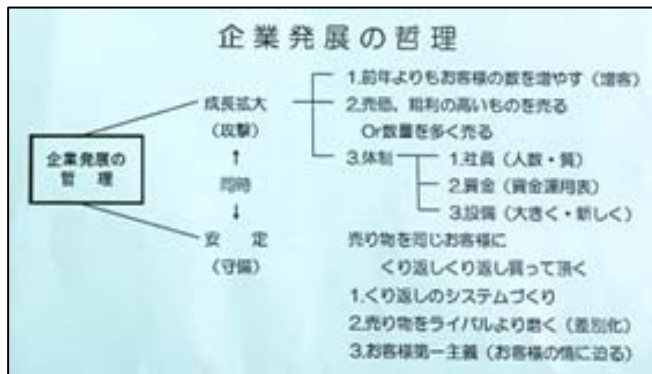 企業発展の哲理
企業発展の
哲理
成長拡大
(攻撃)
↑
同時
↓
安定
(守備)
1.前年よりもお客様の数を増やす(増客)
2.売価、粗利の高いものを売る
Or数量を多く売る
3.体制
1.社員(人数・質)
2.資金(資金運用表)
3.設備(大きく・新しく)
売り物を同じお客様に
くり返しくり返し買って頂く
1.くり返しのシステムづくり
2.売り物をライバルより磨く(差別化)
3.お客様第一主義(お客様の情に迫る)